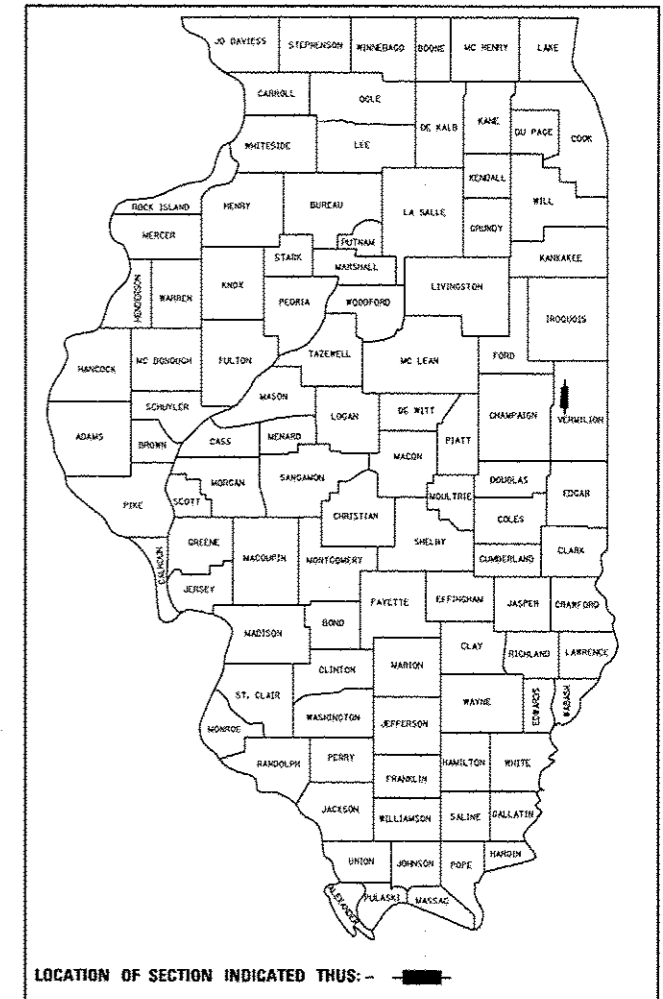 JO DAVIESS STEPHENSON WINNEBAGO BOONE MC HENRY LAKE
CARROLL OGLE DE KALB KANE DU PAGE COOK
WHITESIDE LEE KENDALL WILL
ROCK ISLAND HENRY BUREAU LA SALLE GRUNDY
MERCER PUTNAM KANKAKEE
STARK MARSHALL
HENDERSON WARREN KNOX PEORIA WOODFORD LIVINGSTON IROQUOIS
HANCOCK MC DONOUGH FULTON TAZEWELL MC LEAN FORD
SCHUYLER MASON LOGAN DE WITT CHAMPAIGN VERMILION
ADAMS BROWN CASS MENARD MACON PIATT
PIKE SCOTT MORGAN SANGAMON MOULTRIE DOUGLAS EDGAR
CHRISTIAN COLES
CALHOUN GREENE MACOUPIN MONTGOMERY SHELBY CUMBERLAND CLARK
JERSEY FAYETTE EFFINGHAM JASPER CRAWFORD
MADISON BOND
CLAY RICHLAND LAWRENCE
CLINTON MARION
ST. CLAIR WAYNE EDWARDS WABASH
WASHINGTON JEFFERSON
MONROE
RANDOLPH PERRY HAMILTON WHITE
FRANKLIN
JACKSON WILLIAMSON SALINE GALLATIN
UNION JOHNSON POPE HARDIN
ALEXANDER PULASKI MASSAC
LOCATION OF SECTION INDICATED THUS: -